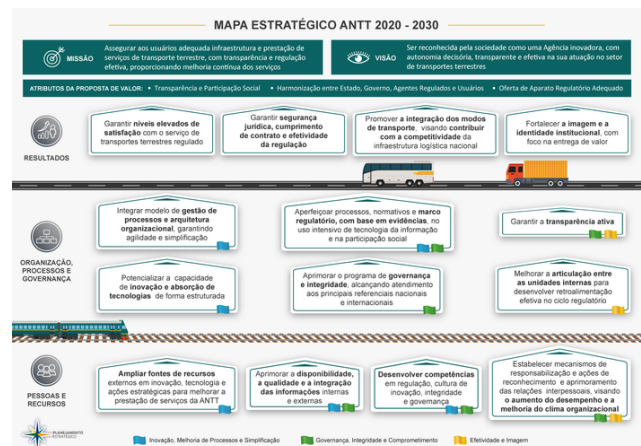 MAPA ESTRATÉGICO ANTT 2020 - 2030
MISSÃO
Assegurar aos usuários adequada infraestrutura e prestação de
serviços de transporte terrestre, com transparência e regulação
efetiva, proporcionando melhoria contínua dos serviços
VISÃO
Ser reconhecida pela sociedade como uma Agência inovadora, com
autonomia decisória, transparente e efetiva na sua atuação no setor
de transportes terrestres
ATRIBUTOS DA PROPOSTA DE VALOR: • Transparência e Participação Social • Harmonização entre Estado, Governo, Agentes Regulados e Usuários • Oferta de Aparato Regulatório Adequado
RESULTADOS
Garantir níveis elevados de
satisfação com o serviço de
transportes terrestres regulado
Garantir segurança
jurídica, cumprimento
de contrato e efetividade
da regulação
Promover a integração dos modos
de transporte, visando contribuir
com a competitividade da
infraestrutura logística nacional
Fortalecer a imagem e a
identidade institucional, com
foco na entrega de valor
ORGANIZAÇÃO,
PROCESSOS E
GOVERNANÇA
Integrar modelo de gestão de
processos e arquitetura
organizacional, garantindo
agilidade e simplificação
Aperfeiçoar processos, normativos e marco
regulatório, com base em evidências, no
uso intensivo de tecnologia da informação
e na participação social
Garantir a transparência ativa
Potencializar a capacidade
de inovação e absorção de
tecnologias de forma estruturada
Aprimorar o programa de governança
e integridade, alcançando atendimento
aos principais referenciais nacionais
e internacionais
Melhorar a articulação entre
as unidades internas para
desenvolver retroalimentação
efetiva no ciclo regulatório
PESSOAS E
RECURSOS
Ampliar fontes de recursos
externos em inovação, tecnologia e
ações estratégicas para melhorar a
prestação de serviços da ANTT
Aprimorar a disponibilidade,
a qualidade e a integração
das informações internas
e externas
Desenvolver competências
em regulação, cultura de
inovação, integridade
e governança
Estabelecer mecanismos de
responsabilização e ações de
reconhecimento e aprimoramento
das relações interpessoais, visando
o aumento do desempenho e a
melhoria do clima organizacional
PLANEJAMENTO
ESTRATÉGICO
Inovação, Melhoria de Processos e Simplificação
Governança, Integridade e Comprometimento
Efetividade e Imagem